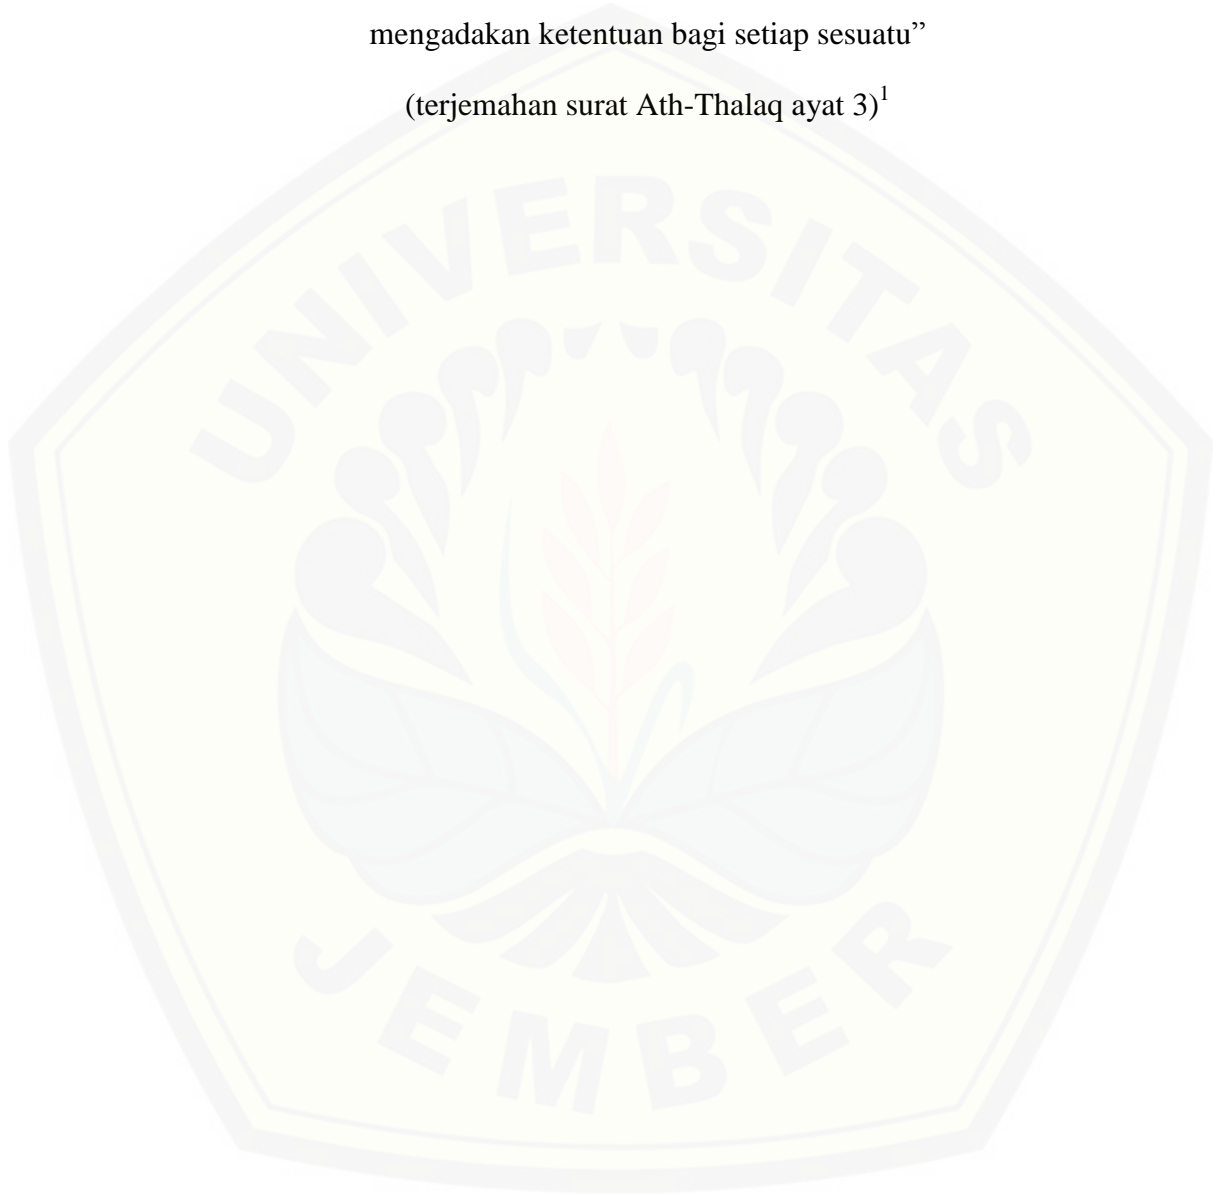 mengadakan ketentuan bagi setiap sesuatu”
(terjemahan surat Ath-Thalaq ayat 3)¹
UNIVERSITAS
JEMBER